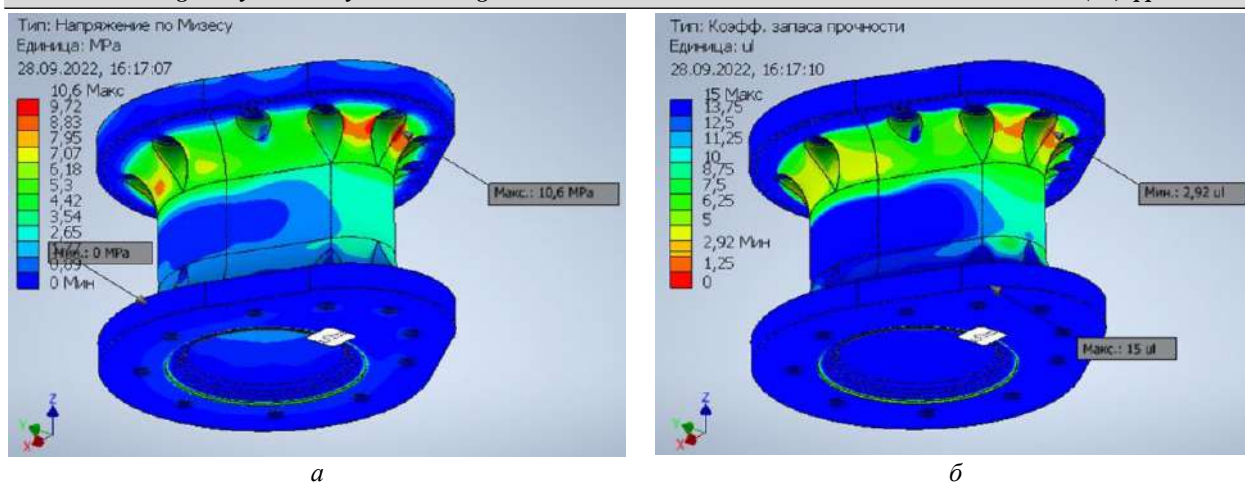 Тип: Напряжение по Мизесу
Единица: MPa
28.09.2022, 16:17:07
10,6 Макс
9,72
8,83
7,95
7,07
6,18
5,3
4,42
3,54
2,65
0,89
0 Мин
Макс.: 10,6 MPa
Мин.: 0 MPa
а
Тип: Коэфф. запаса прочности
Единица: ul
28.09.2022, 16:17:10
15 Макс
13,75
12,5
11,25
10
8,75
7,5
6,25
5
2,92 Мин
1,25
0
Мин.: 2,92 ul
Макс.: 15 ul
б